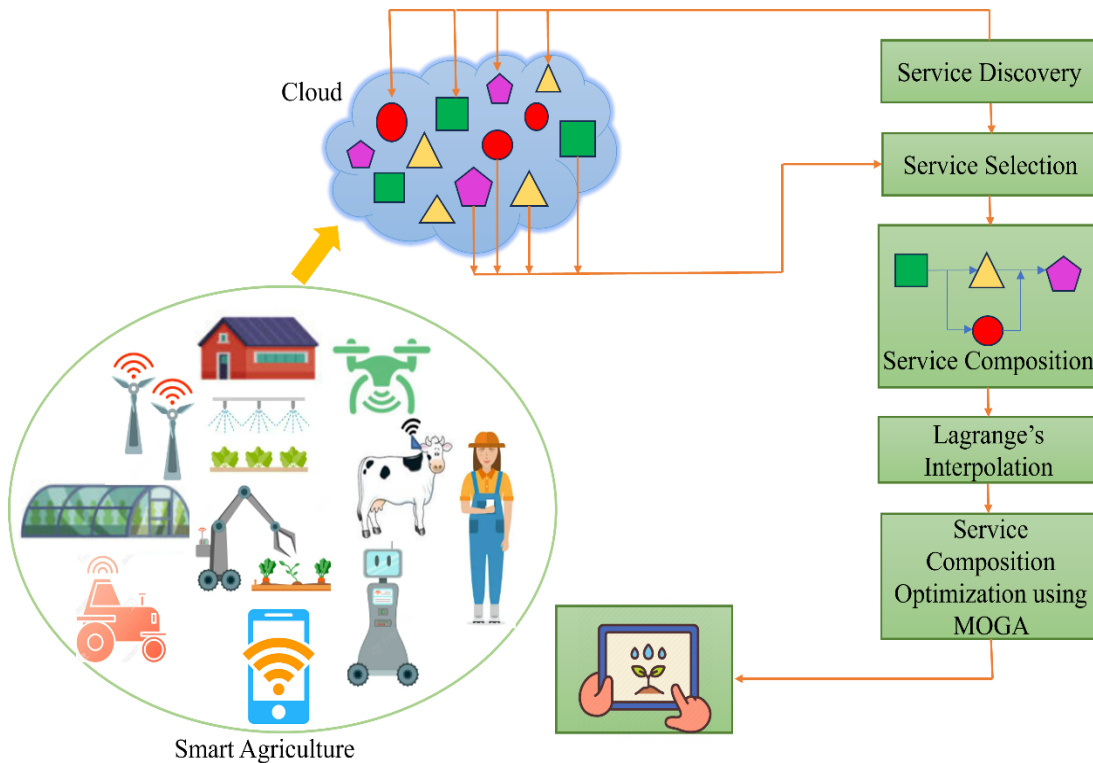 Cloud
Service Discovery
Service Selection
Service Composition
Lagrange's
Interpolation
Service
Composition
Optimization using
MOGA
Smart Agriculture